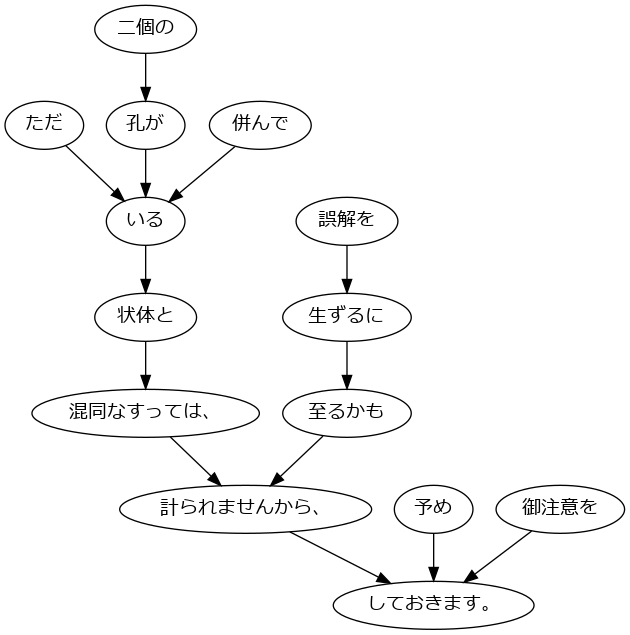 二個の
ただ
孔が
併んで
いる
誤解を
状体と
生ずるに
混同なすっては、
至るかも
計られませんから、
予め
御注意を
しておきます。